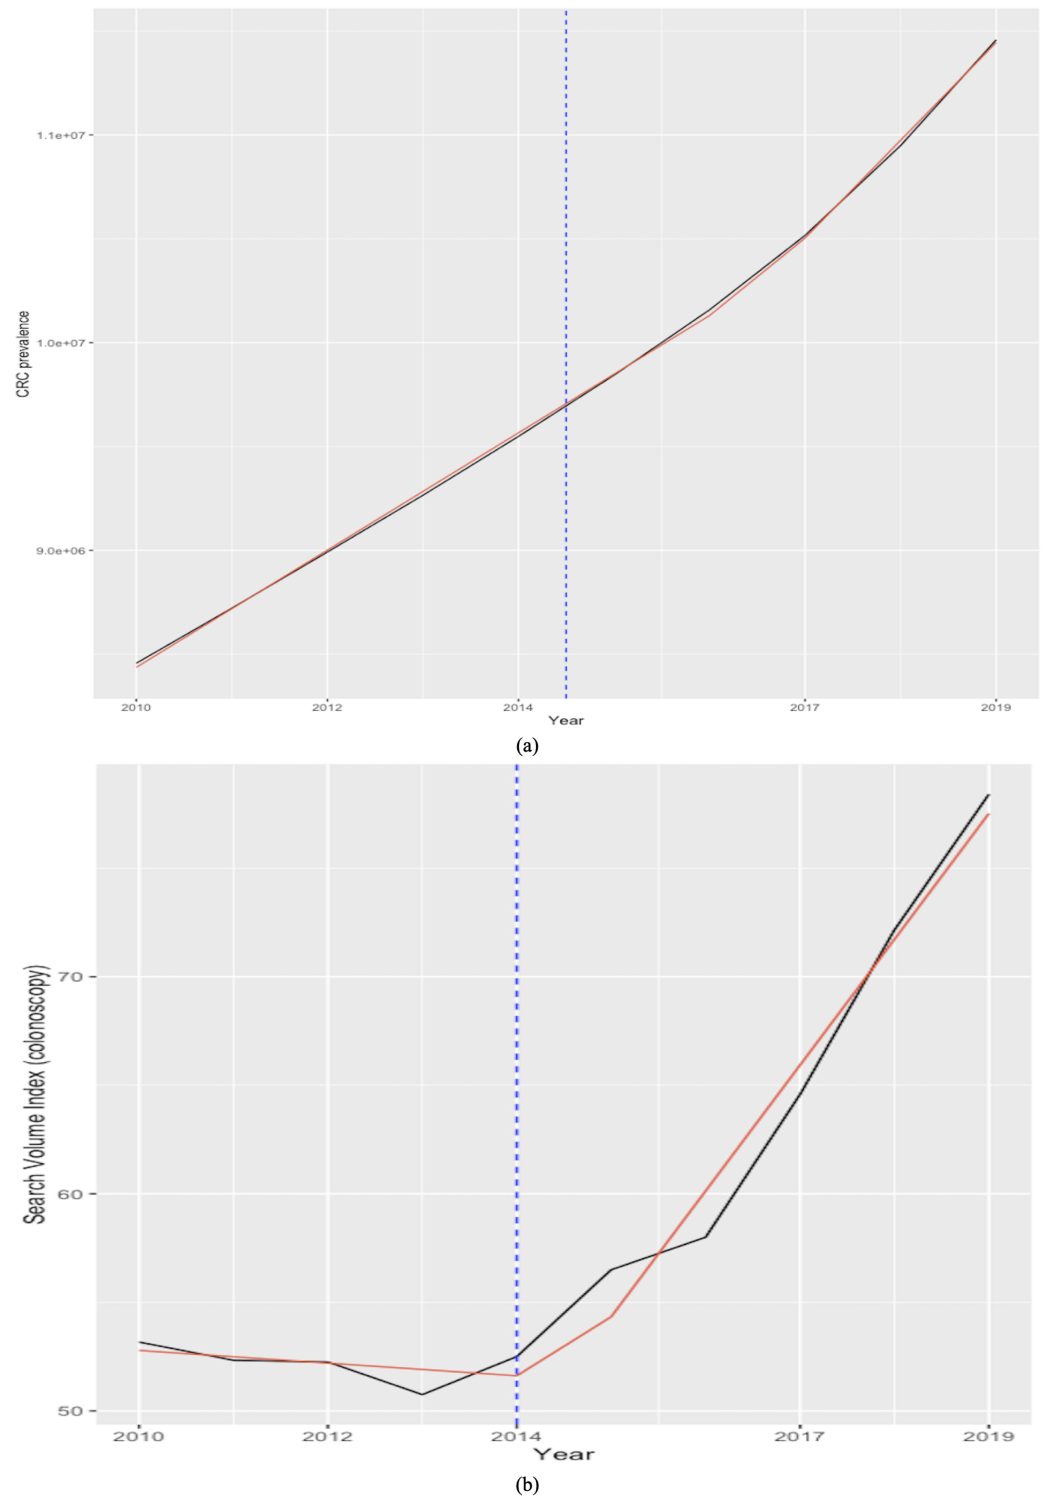 1.1e+07
CRC prevalence
1.0e+07
9.0e+06
2010 2012 2014 2017 2019
Year
(a)
Search Volume Index (colonoscopy)
70
60
50
2010 2012 2014 2017 2019
Year
(b)